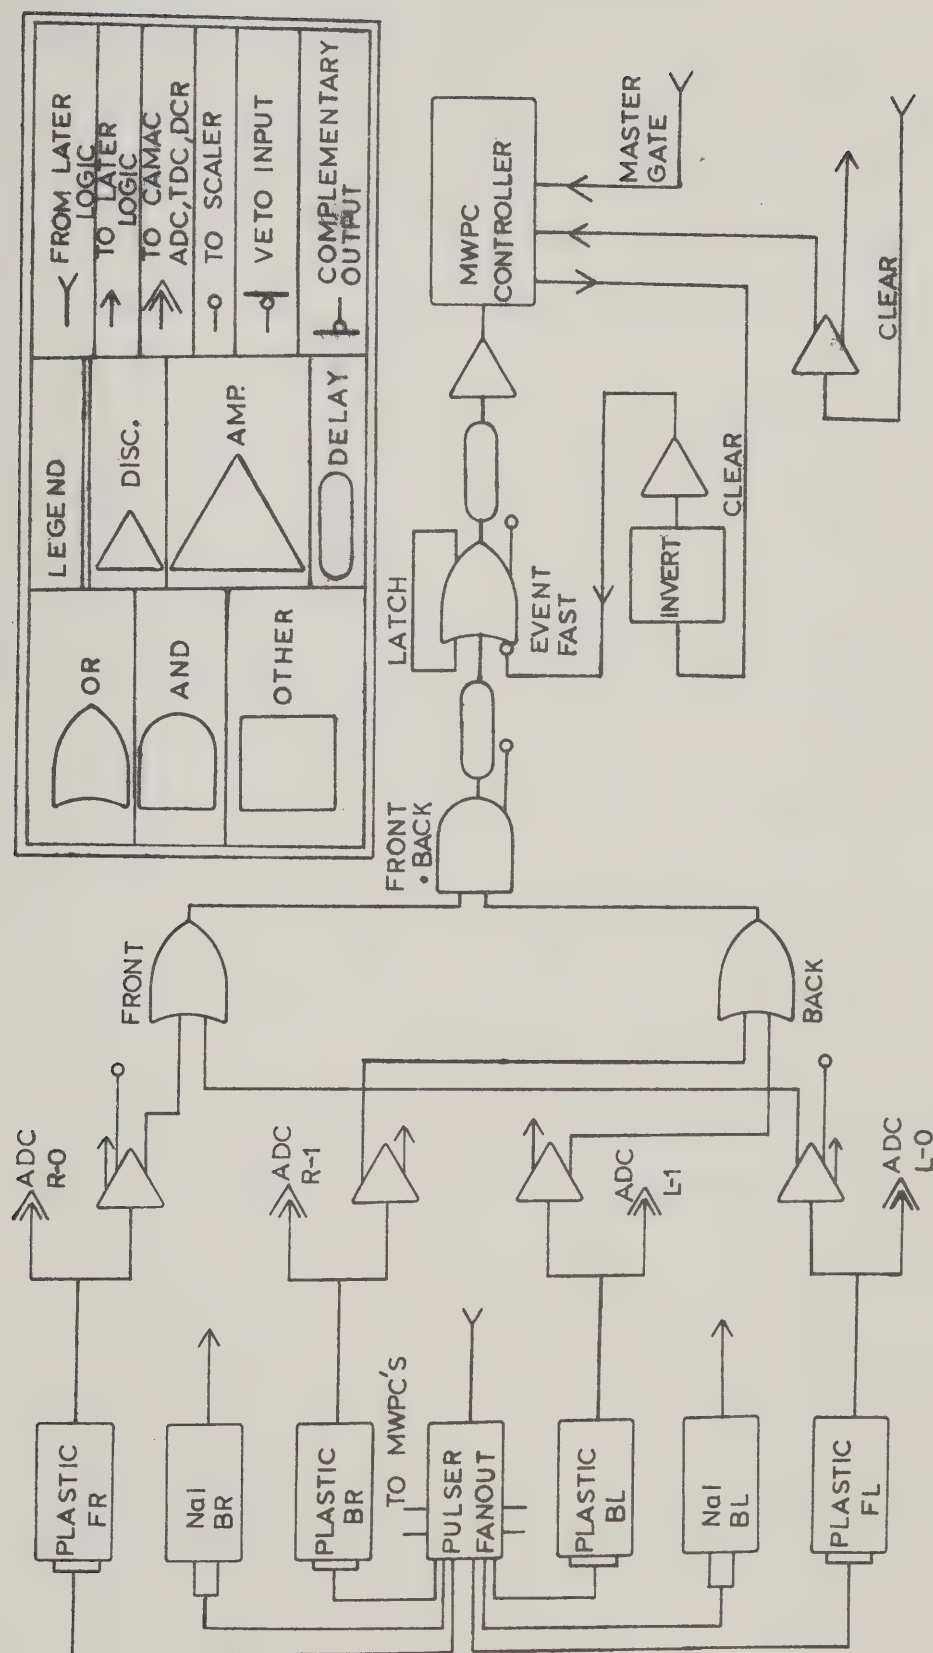 LEGEND
OR
AND
OTHER
DISC.
AMP.
DELAY
FROM LATER
LOGIC
TO LATER
LOGIC
TO CAMAC
ADC,TDC,DCR
TO SCALER
VETO INPUT
COMPLEMENTARY
OUTPUT
PLASTIC
FR
ADC
R-0
NaI
BR
PLASTIC
BR
ADC
R-1
TO MWPC'S
PULSER
FANOUT
PLASTIC
BL
ADC
L-1
NaI
BL
PLASTIC
FL
ADC
L-0
FRONT
BACK
FRONT
•BACK
LATCH
EVENT
FAST
INVERT
CLEAR
MWPC
CONTROLLER
MASTER
GATE
CLEAR